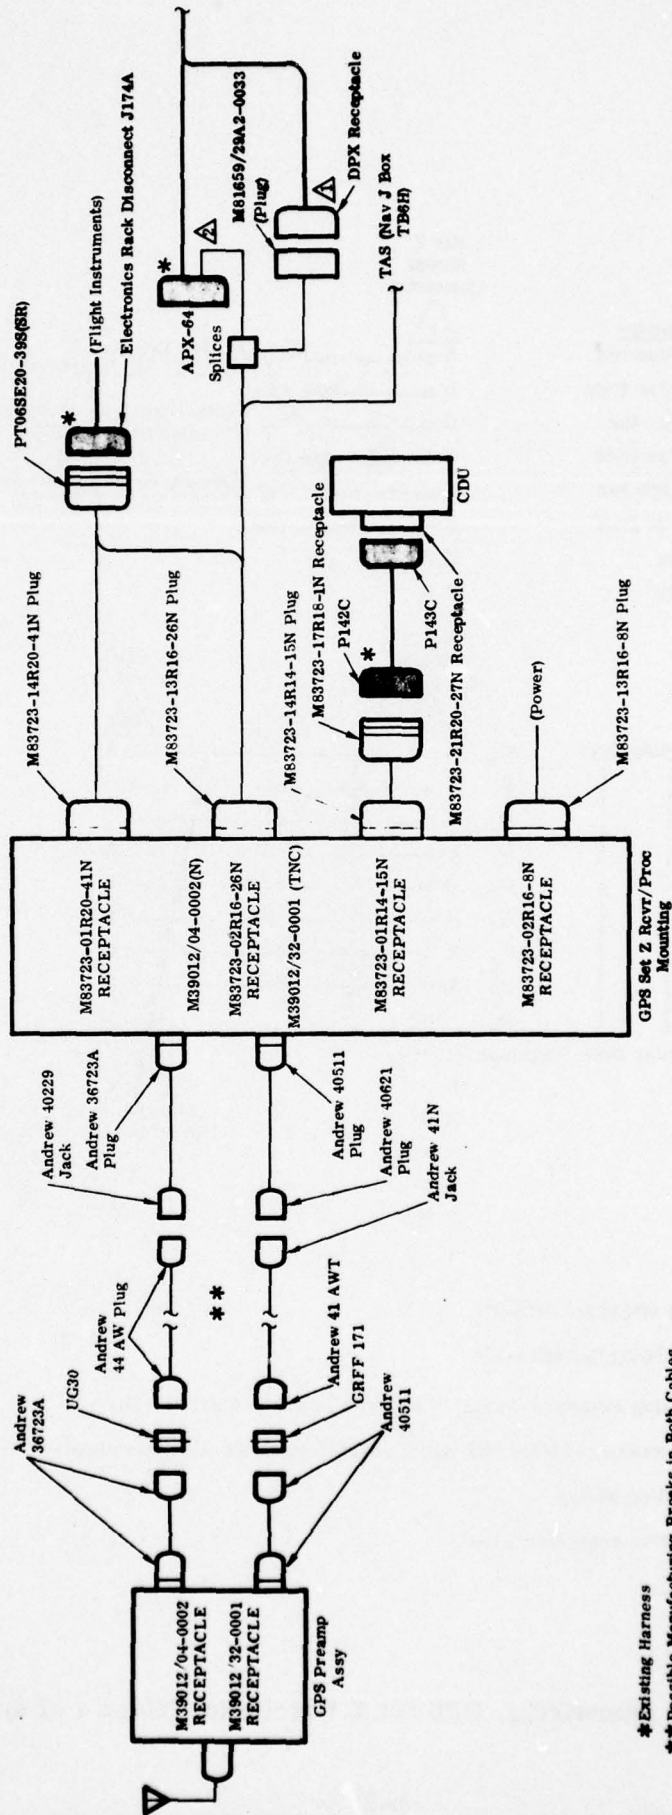 PT06SE20-39S(SR)
(Flight Instruments)
Electronics Rack Disconnect J174A
*
*
APX-64
2
Splices
M81659/29A2-0033
(Plug)
1
DPX Receptacle
TAS (Nav J Box
TB6H)
M83723-14R20-41N Plug
M83723-13R16-26N Plug
M83723-14R14-15N Plug
M83723-17R18-1N Receptacle
P142C
*
P143C
M83723-21R20-27N Receptacle
CDU
(Power)
M83723-13R16-8N Plug
M83723-01R20-41N
RECEPTACLE
M39012/04-0002(N)
M83723-02R16-26N
RECEPTACLE
M39012/32-0001 (TNC)
M83723-01R14-15N
RECEPTACLE
M83723-02R16-8N
RECEPTACLE
GPS Set Z Rcvr/Proc
Mounting
Andrew 40229
Jack
Andrew 36723A
Plug
Andrew 40511
Plug
Andrew 40621
Plug
Andrew 41N
Jack
Andrew
44 AW Plug
* *
UG30
Andrew
36723A
Andrew 41 AWT
GRFF 171
Andrew
40511
M39012/04-0002
RECEPTACLE
M39012/32-0001
RECEPTACLE
GPS Preamp
Assy
* Existing Harness
** Possible Manufacturing Breaks in Both Cables